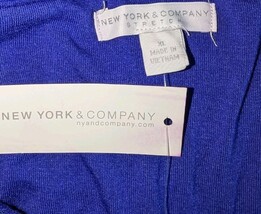 NEW YORK & COMPANY
STRETCH
XL
MADE IN
VIETNAM
NEW YORK & COMPANY
nyandcompany.com